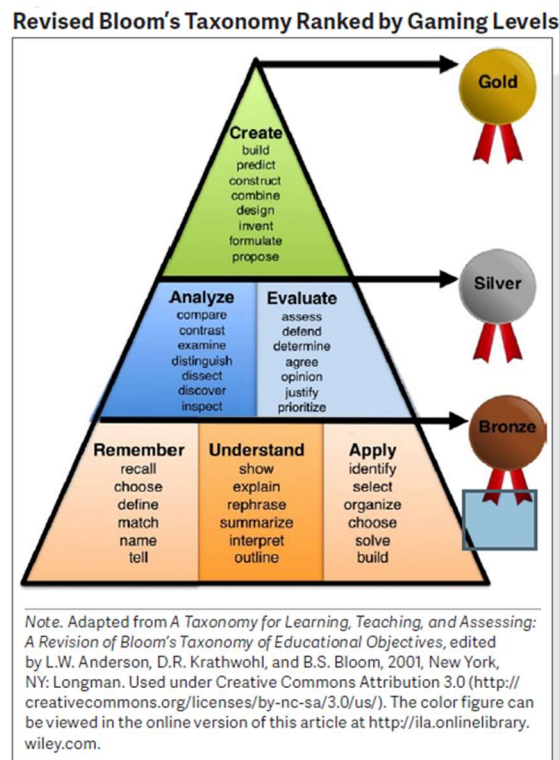 Revised Bloom's Taxonomy Ranked by Gaming Levels
Gold
Create
build
predict
construct
combine
design
invent
formulate
propose
Silver
Analyze
compare
contrast
examine
distinguish
dissect
discover
inspect
Evaluate
assess
defend
determine
agree
opinion
justify
prioritize
Bronze
Remember
recall
choose
define
match
name
tell
Understand
show
explain
rephrase
summarize
interpret
outline
Apply
identify
select
organize
choose
solve
build
Note. Adapted from A Taxonomy for Learning, Teaching, and Assessing:
A Revision of Bloom's Taxonomy of Educational Objectives, edited
by L.W. Anderson, D.R. Krathwohl, and B.S. Bloom, 2001, New York,
NY: Longman. Used under Creative Commons Attribution 3.0 (http://
creativecommons.org/licenses/by-nc-sa/3.0/us/). The color figure can
be viewed in the online version of this article at http://ila.onlinelibrary.
wiley.com.